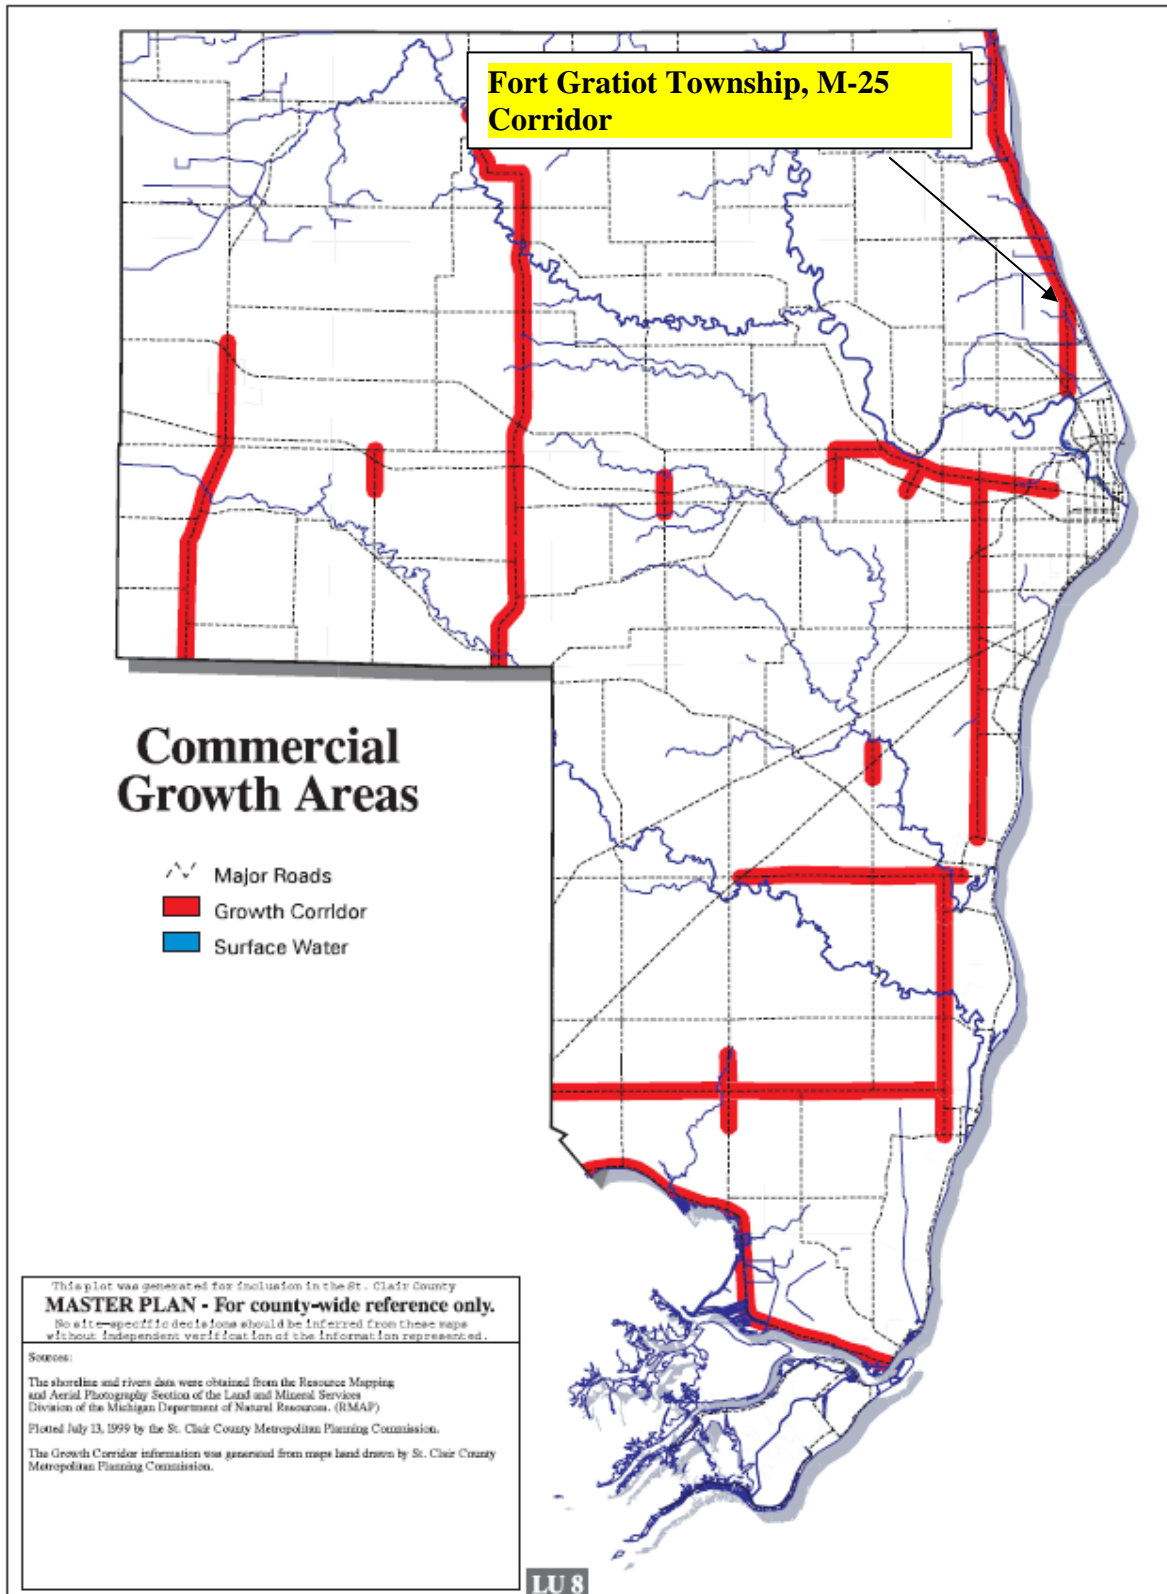 Fort Gratiot Township, M-25
Corridor
Commercial
Growth Areas
Major Roads
Growth Corridor
Surface Water
This plot was generated for inclusion in the St. Clair County
MASTER PLAN - For county-wide reference only.
No site-specific decisions should be inferred from these maps
without independent verification of the information represented.
Sources:
The shoreline and rivers data were obtained from the Resource Mapping
and Aerial Photography Section of the Land and Mineral Services
Division of the Michigan Department of Natural Resources. (RMAP)
Plotted July 13, 1999 by the St. Clair County Metropolitan Planning Commission.
The Growth Corridor information was generated from maps hand drawn by St. Clair County
Metropolitan Planning Commission.
LU 8